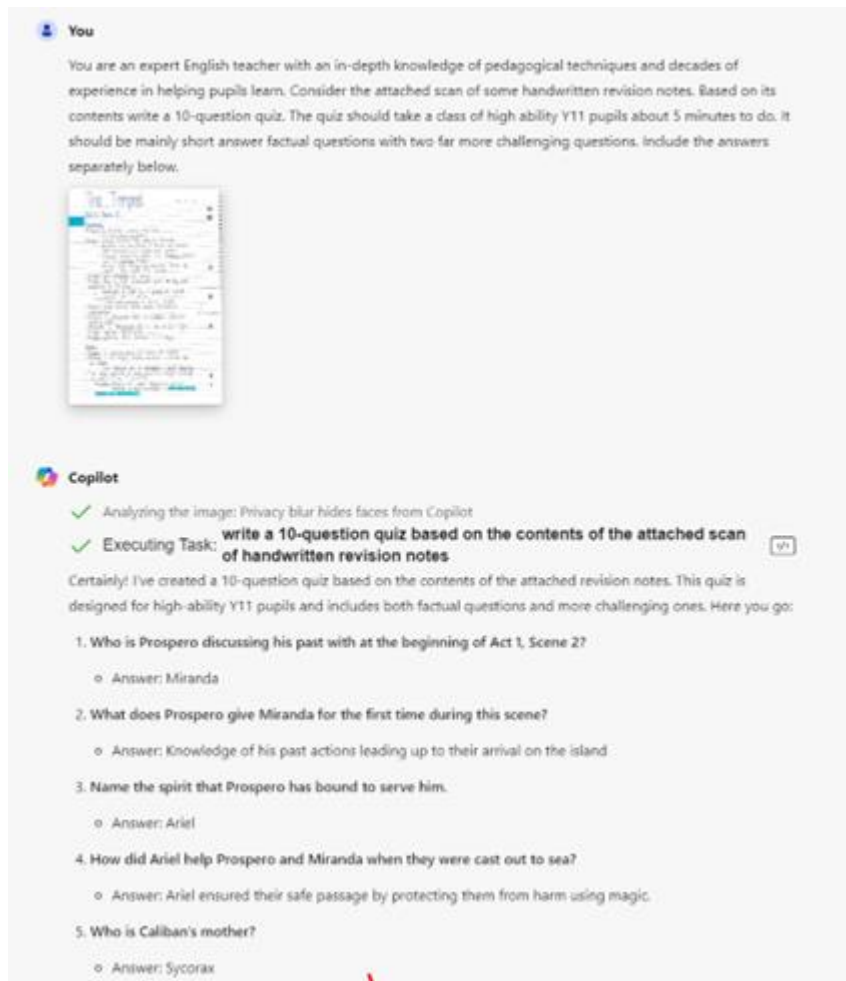 You
You are an expert English teacher with an in-depth knowledge of pedagogical techniques and decades of
experience in helping pupils learn. Consider the attached scan of some handwritten revision notes. Based on its
contents write a 10-question quiz. The quiz should take a class of high ability Y11 pupils about 5 minutes to do. It
should be mainly short answer factual questions with two far more challenging questions. Include the answers
separately below.
Copilot
Analyzing the image: Privacy blur hides faces from Copilot
Executing Task: write a 10-question quiz based on the contents of the attached scan
of handwritten revision notes
Certainly! I've created a 10-question quiz based on the contents of the attached revision notes. This quiz is
designed for high-ability Y11 pupils and includes both factual questions and more challenging ones. Here you go:
1. Who is Prospero discussing his past with at the beginning of Act 1, Scene 2?
Answer: Miranda
2. What does Prospero give Miranda for the first time during this scene?
Answer: Knowledge of his past actions leading up to their arrival on the island
3. Name the spirit that Prospero has bound to serve him.
Answer: Ariel
4. How did Ariel help Prospero and Miranda when they were cast out to sea?
Answer: Ariel ensured their safe passage by protecting them from harm using magic.
5. Who is Caliban's mother?
Answer: Sycorax